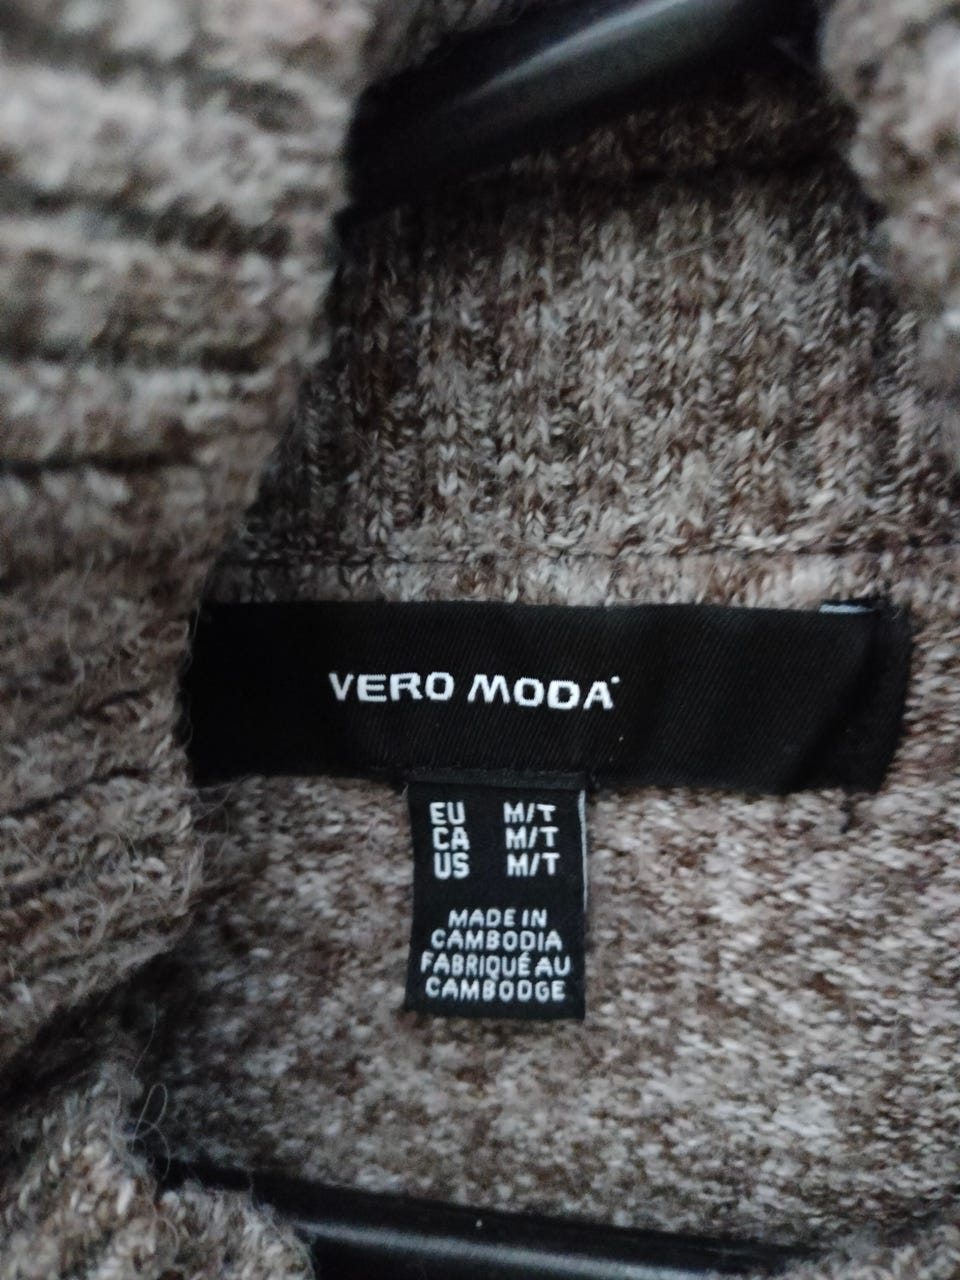 VERO MODA
EU M/T
CA M/T
US M/T
MADE IN
CAMBODIA
FABRIQUÉ AU
CAMBODGE